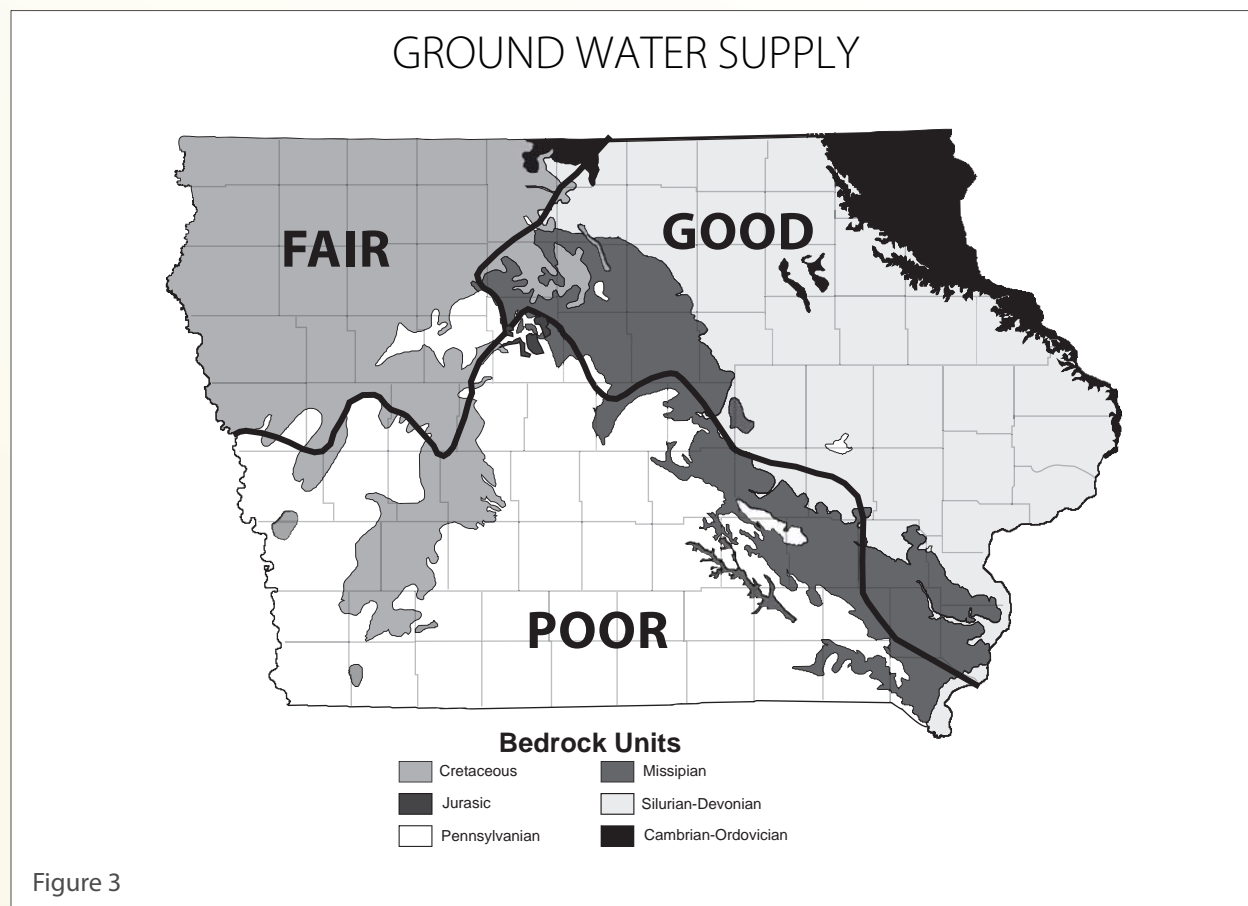 GROUND WATER SUPPLY
FAIR
GOOD
POOR
Bedrock Units
Cretaceous
Missipian
Jurasic
Silurian-Devonian
Pennsylvanian
Cambrian-Ordovician
Figure 3